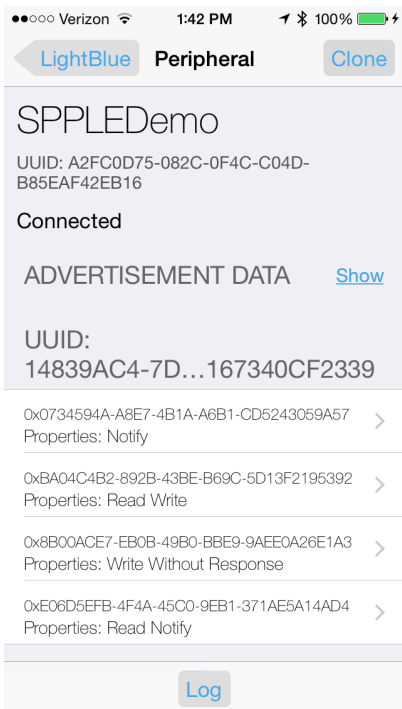 Verizon 1:42 PM 100%
LightBlue Peripheral Clone
SPPLEDemo
UUID: A2FC0D75-082C-0F4C-C04D-
B85EAF42EB16
Connected
ADVERTISEMENT DATA Show
UUID:
14839AC4-7D...167340CF2339
0x0734594A-A8E7-4B1A-A6B1-CD5243059A57
Properties: Notify
0xBA04C4B2-892B-43BE-B69C-5D13F2195392
Properties: Read Write
0x8B00ACE7-EB0B-49B0-BBE9-9AEE0A26E1A3
Properties: Write Without Response
0xE06D5EFB-4F4A-45C0-9EB1-371AE5A14AD4
Properties: Read Notify
Log